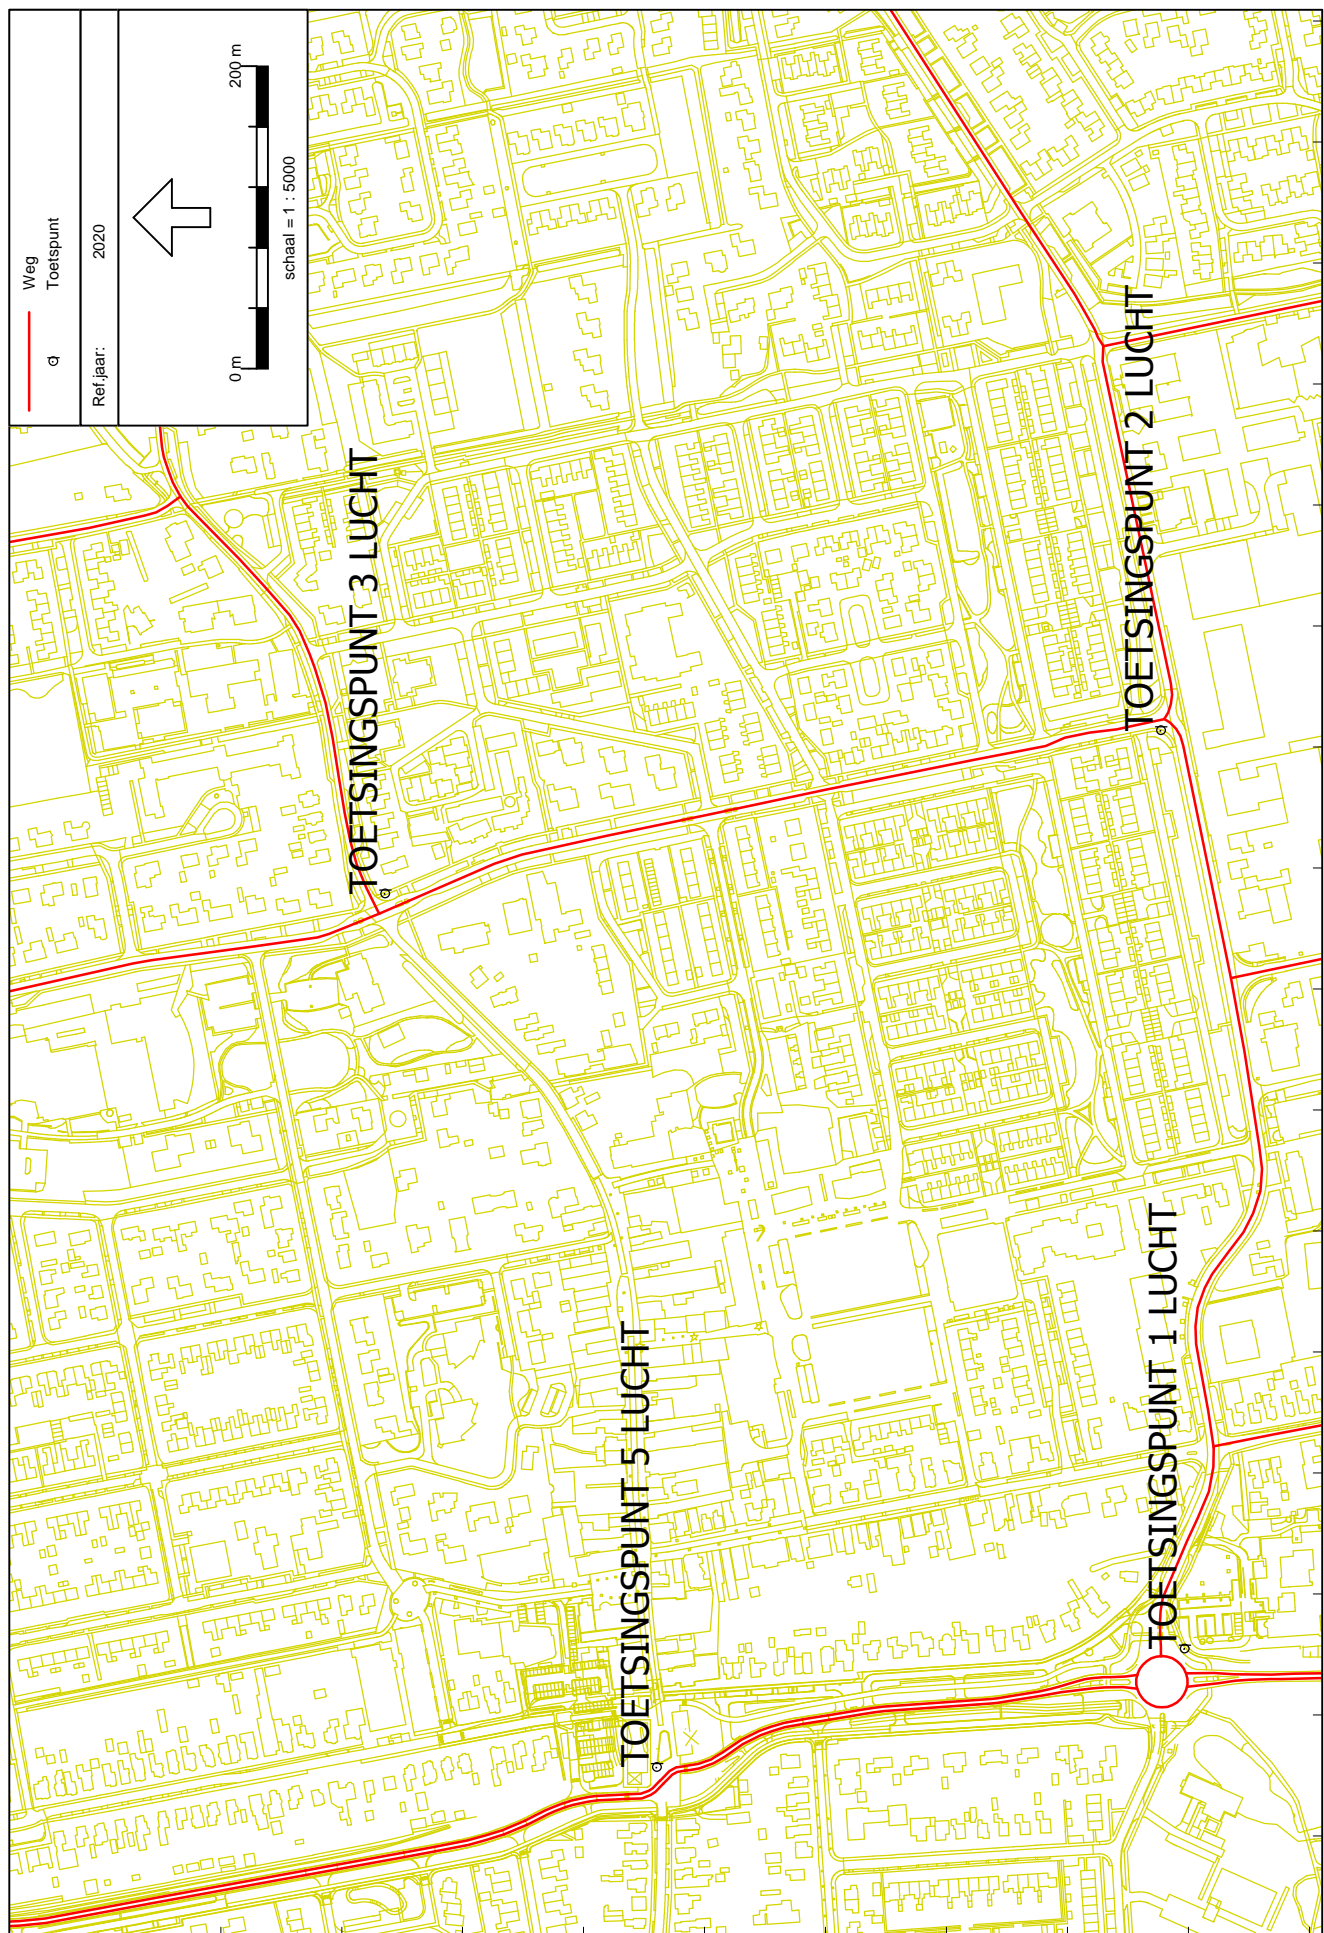 Weg
Toetspunt
Ref.jaar: 2020
0 m 200 m
schaal = 1 : 5000
TOETSINGSPUNT 3 LUCHT
TOETSINGSPUNT 2 LUCHT
TOETSINGSPUNT 5 LUCHT
TOETSINGSPUNT 1 LUCHT